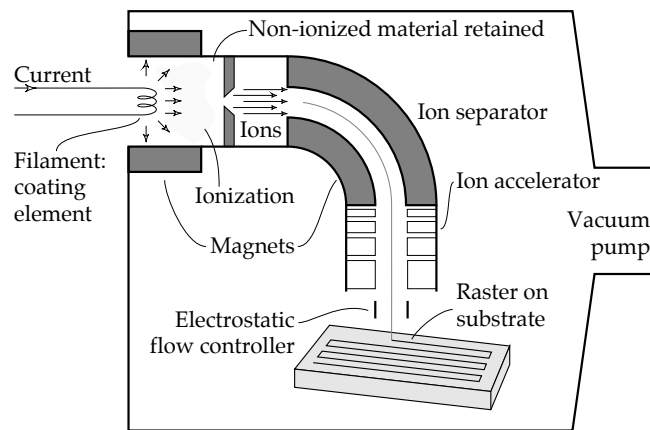 Non-ionized material retained
Current
Ion separator
Ions
Filament:
coating
element
Ionization
Ion accelerator
Magnets
Vacuum
pump
Electrostatic
flow controller
Raster on
substrate